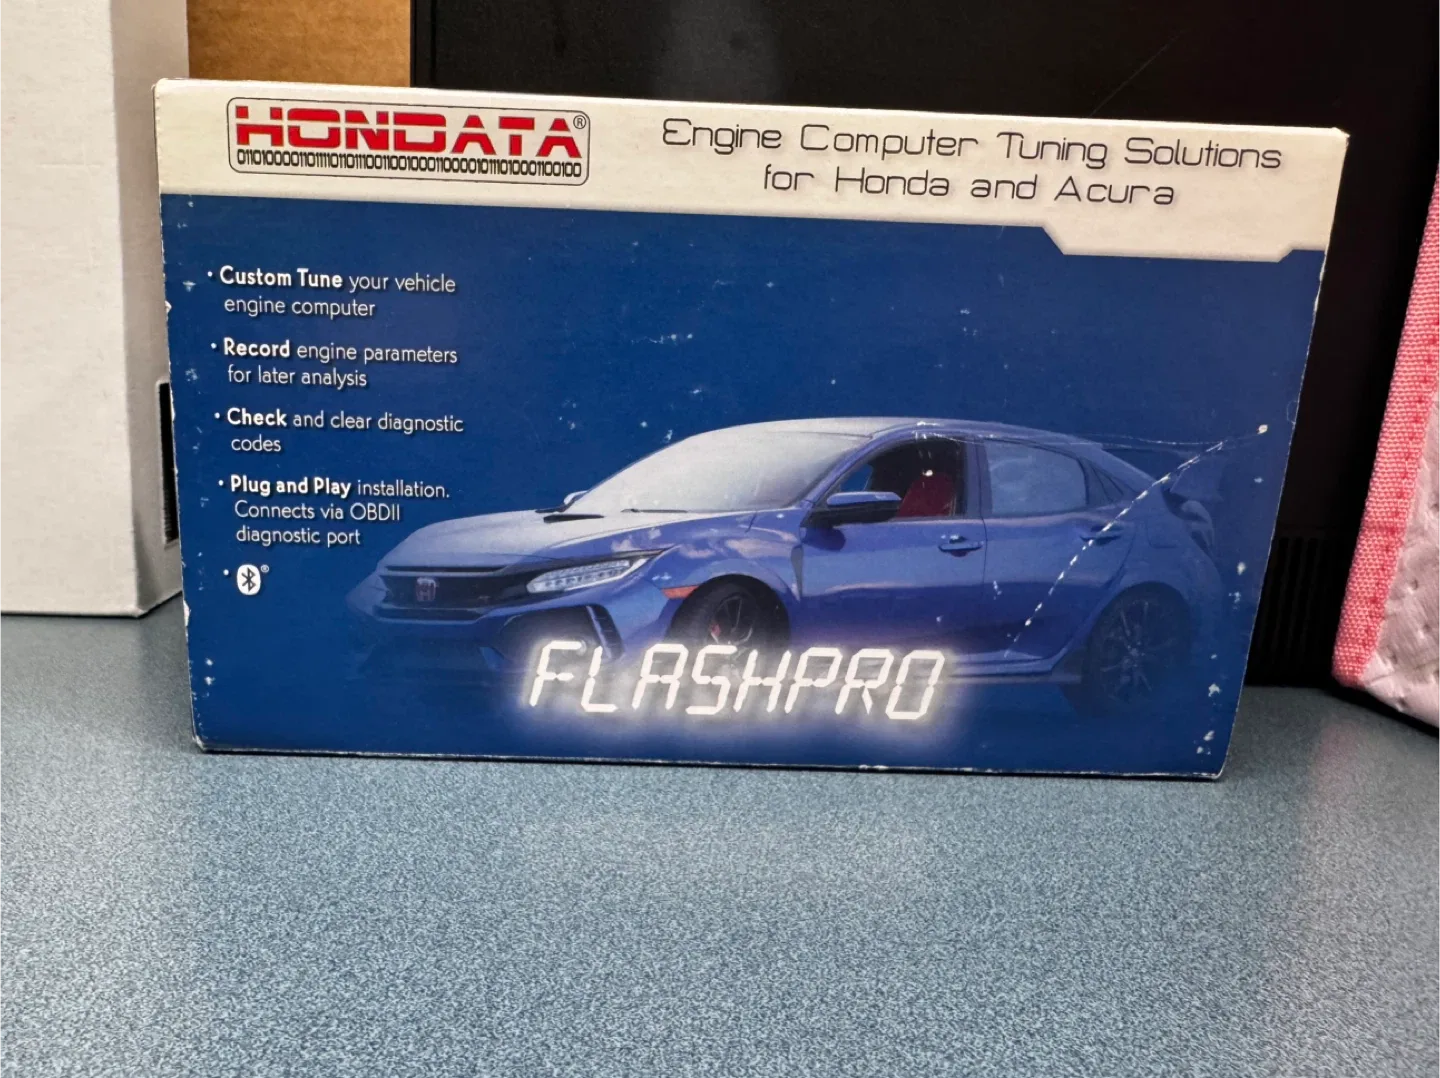 HONDATA®
Engine Computer Tuning Solutions
for Honda and Acura
• Custom Tune your vehicle
engine computer
• Record engine parameters
for later analysis
• Check and clear diagnostic
codes
• Plug and Play installation.
Connects via OBDII
diagnostic port
• ®
FLASHPRO